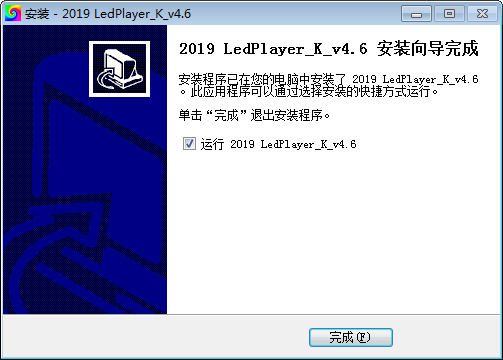 安装 - 2019 LedPlayer_K_v4.6
2019 LedPlayer_K_v4.6 安装向导完成
安装程序已在您的电脑中安装了 2019 LedPlayer_K_v4.6
。此应用程序可以通过选择安装的快捷方式运行。
单击“完成”退出安装程序。
运行 2019 LedPlayer_K_v4.6
完成(F)